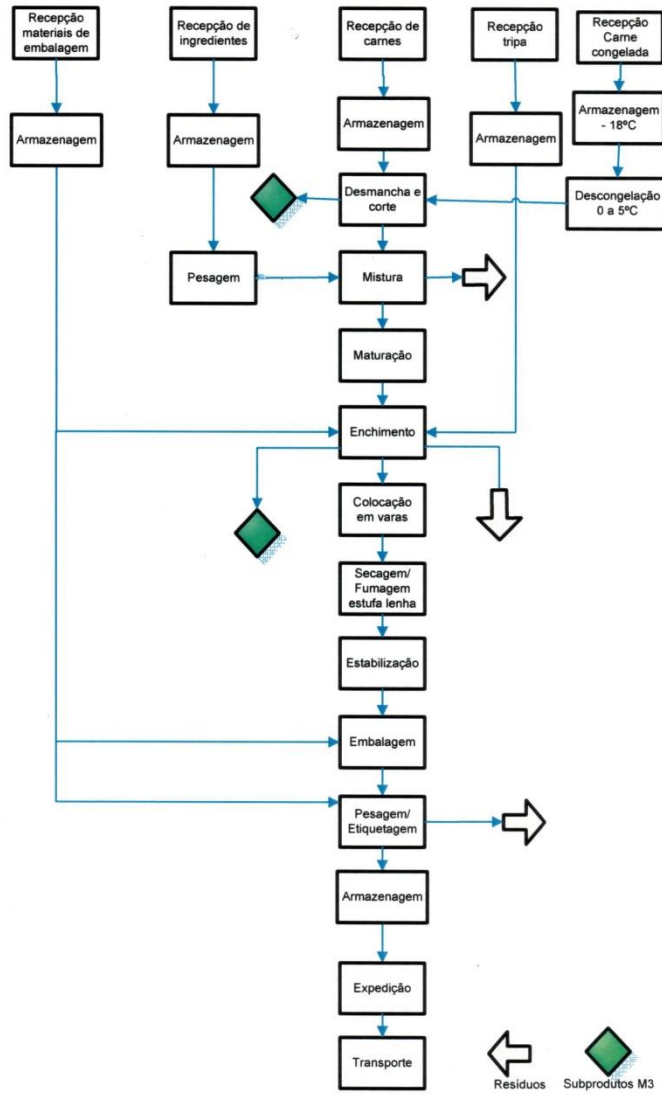 Recepção
materiais de
embalagem
Recepção de
ingredientes
Recepção
de carnes
Recepção
tripa
Recepção
Carne
congelada
Armazenagem
Armazenagem
Armazenagem
Armazenagem
Armazenagem
- 18ºC
Desmancha e
corte
Descongelação
0 a 5ºC
Pesagem
Mistura
Maturação
Enchimento
Colocação
em varas
Secagem/
Fumagem
estufa lenha
Estabilização
Embalagem
Pesagem/
Etiquetagem
Armazenagem
Expedição
Transporte
Resíduos
Subprodutos M3